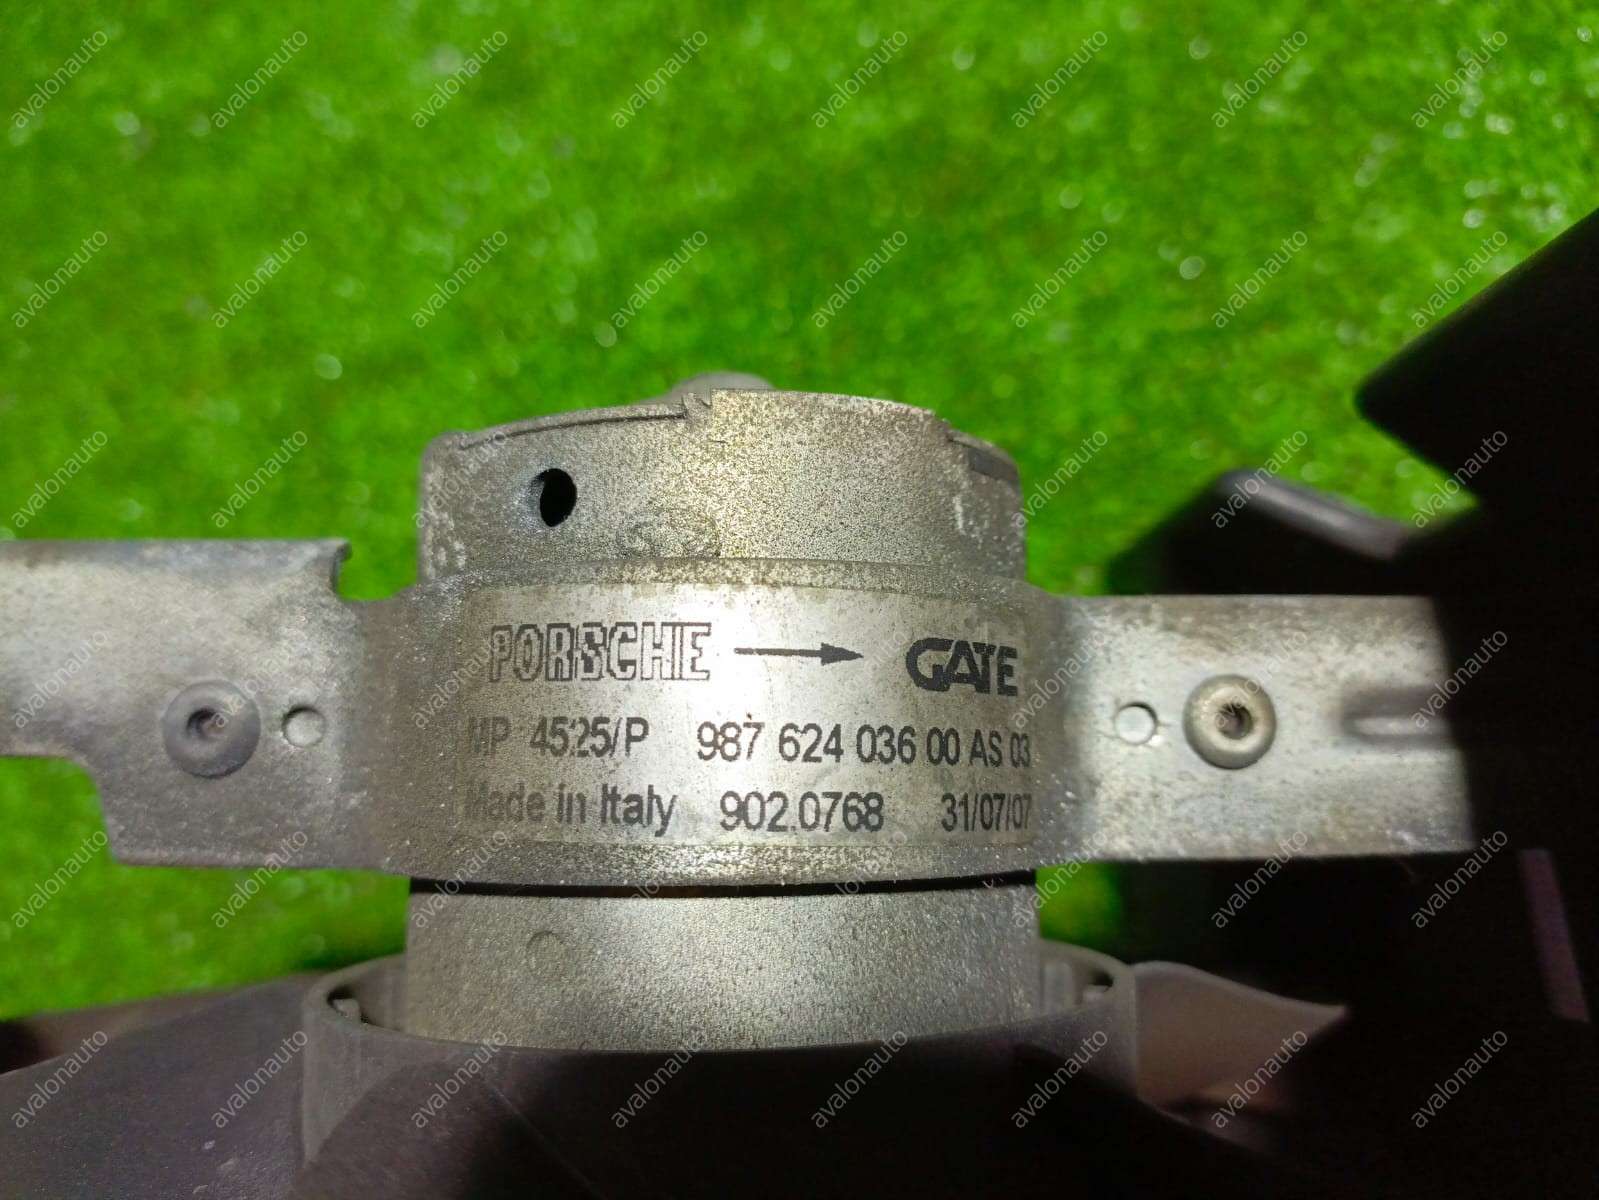 PORSCHE → GATE
MP 4525/P 987 624 036 00 AS 03
Made in Italy 902.0768 31/07/07
avalonauto